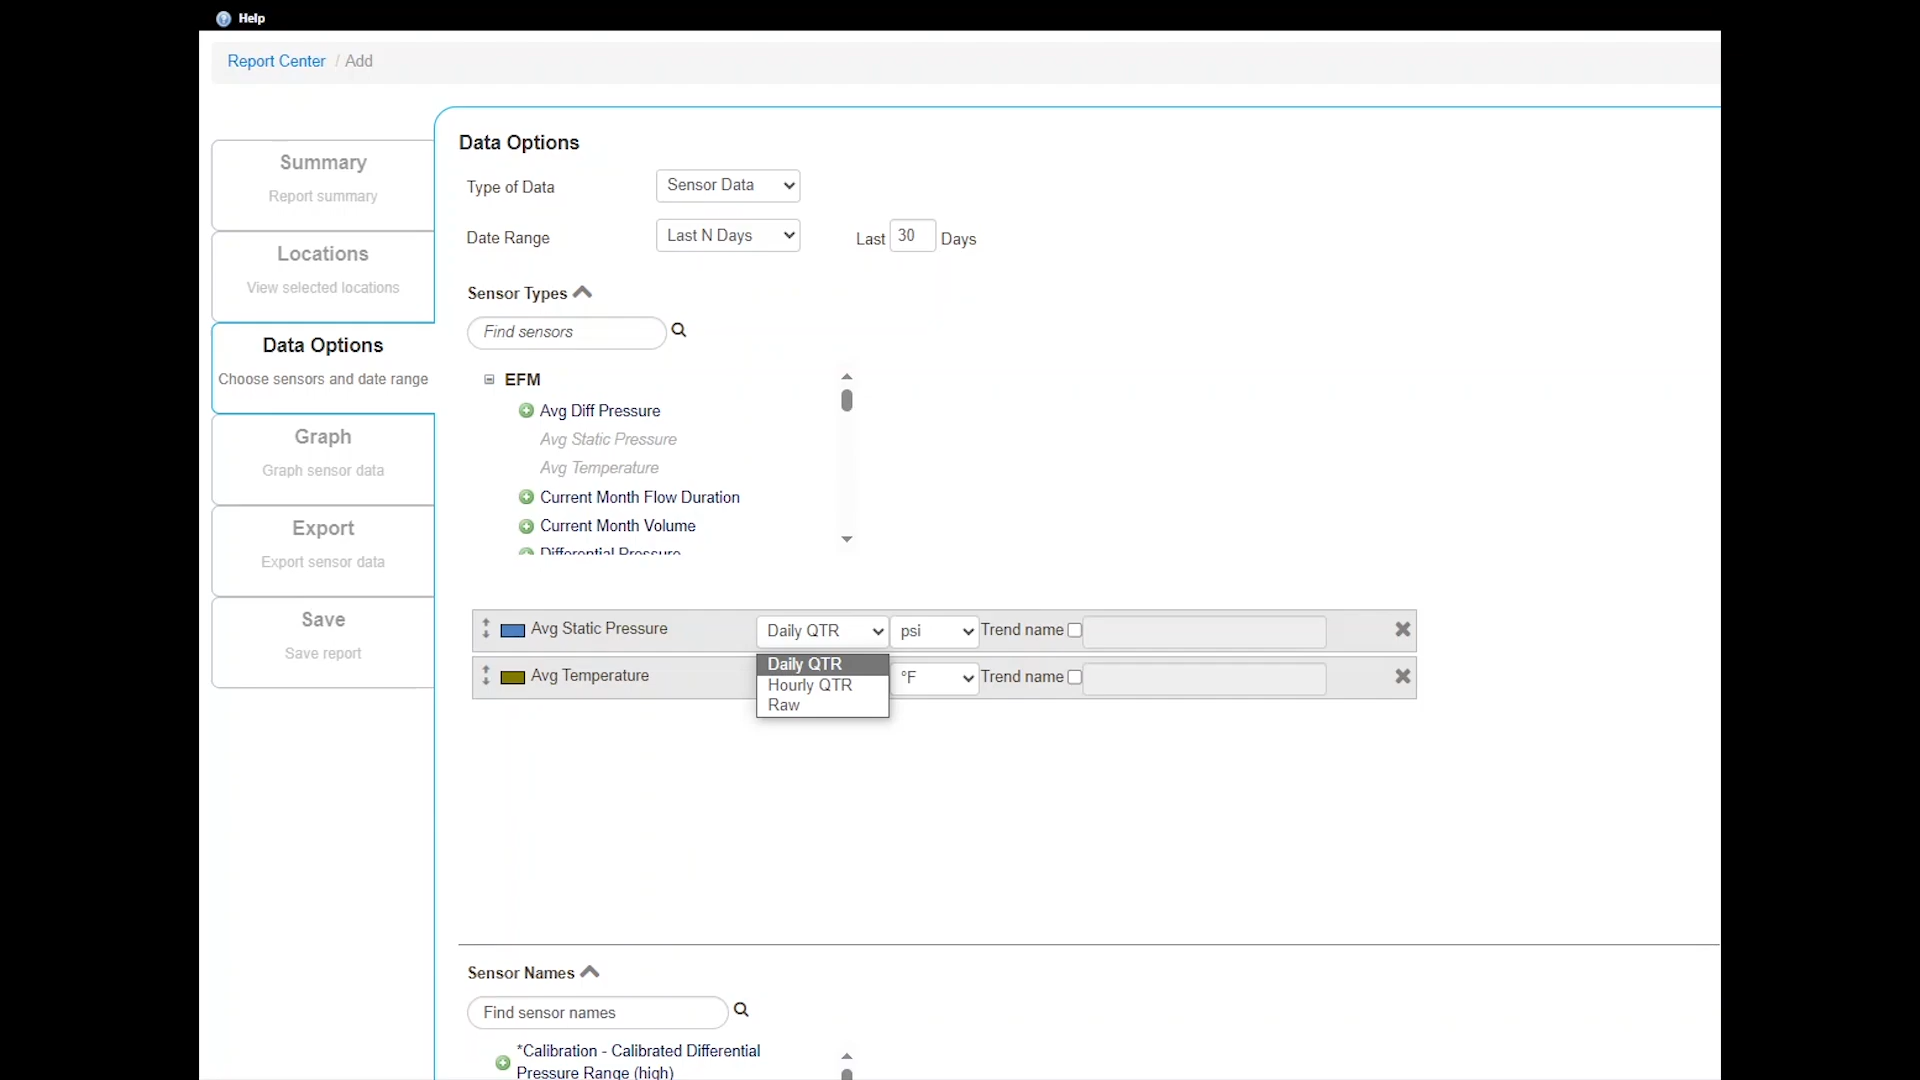 Help
Report Center / Add
Data Options
Summary
Report summary
Locations
View selected locations
Data Options
Choose sensors and date range
Graph
Graph sensor data
Export
Export sensor data
Save
Save report
Type of Data Sensor Data
Date Range Last N Days Last 30 Days
Sensor Types
Find sensors
EFM
Avg Diff Pressure
Avg Static Pressure
Avg Temperature
Current Month Flow Duration
Current Month Volume
Differential Pressure
Avg Static Pressure Daily QTR psi Trend name
Avg Temperature °F Trend name
Daily QTR
Hourly QTR
Raw
Sensor Names
Find sensor names
*Calibration - Calibrated Differential
Pressure Range (high)